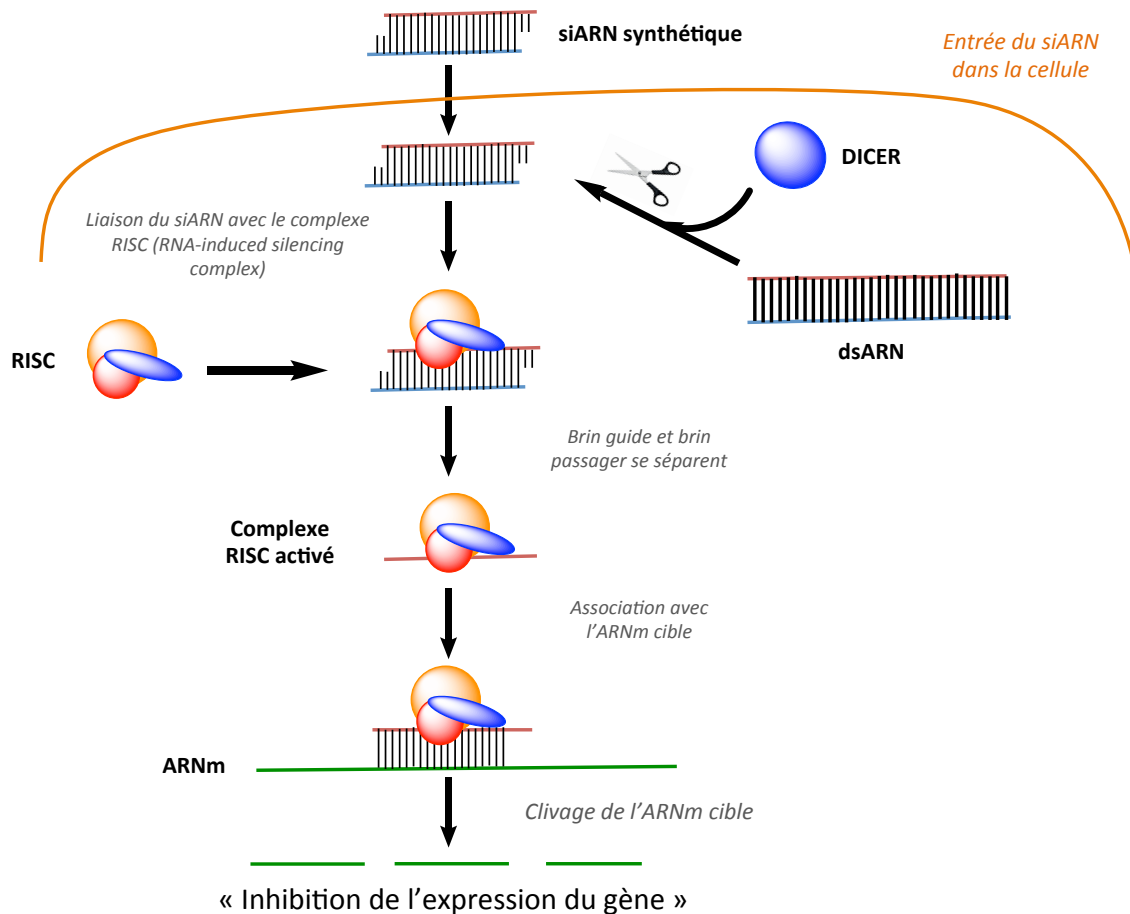 siARN synthétique
Entrée du siARN
dans la cellule
DICER
Liaison du siARN avec le complexe
RISC (RNA-induced silencing
complex)
dsARN
RISC
Brin guide et brin
passager se séparent
Complexe
RISC activé
Association avec
l’ARNm cible
ARNm
Clivage de l’ARNm cible
« Inhibition de l’expression du gène »